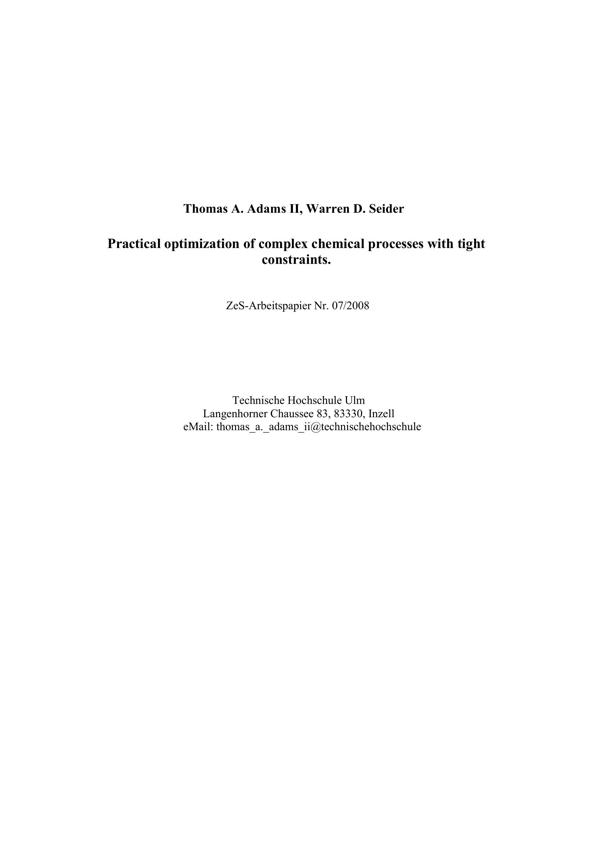 Thomas A. Adams II, Warren D. Seider
Practical optimization of complex chemical processes with tight
constraints.
ZeS-Arbeitspapier Nr. 07/2008
Technische Hochschule Ulm
Langenhorner Chaussee 83, 83330, Inzell
eMail: thomas_a._adams_ii@technischehochschule